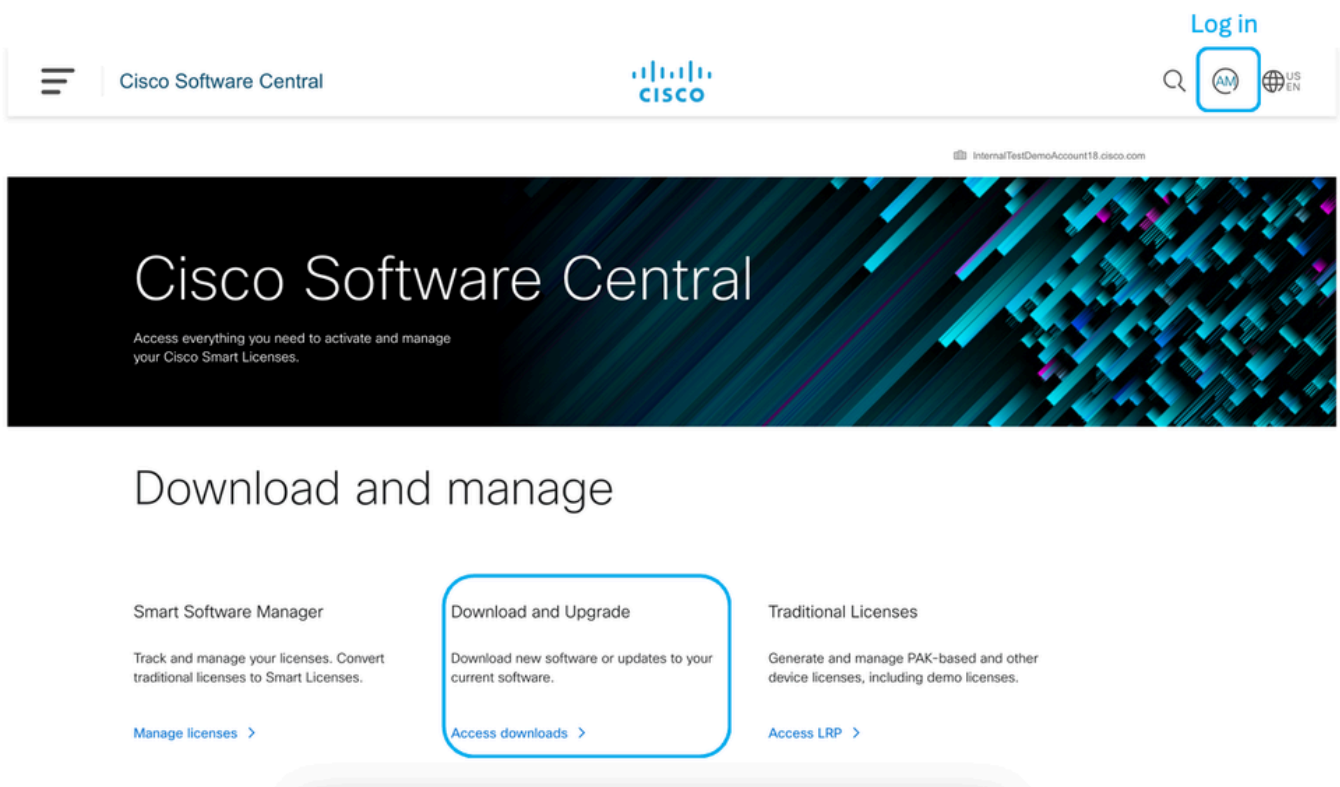 Log in
Cisco Software Central
CISCO
AM
US
EN
InternalTestDemoAccount18.cisco.com
Cisco Software Central
Access everything you need to activate and manage
your Cisco Smart Licenses.
Download and manage
Smart Software Manager
Track and manage your licenses. Convert
traditional licenses to Smart Licenses.
Manage licenses >
Download and Upgrade
Download new software or updates to your
current software.
Access downloads >
Traditional Licenses
Generate and manage PAK-based and other
device licenses, including demo licenses.
Access LRP >